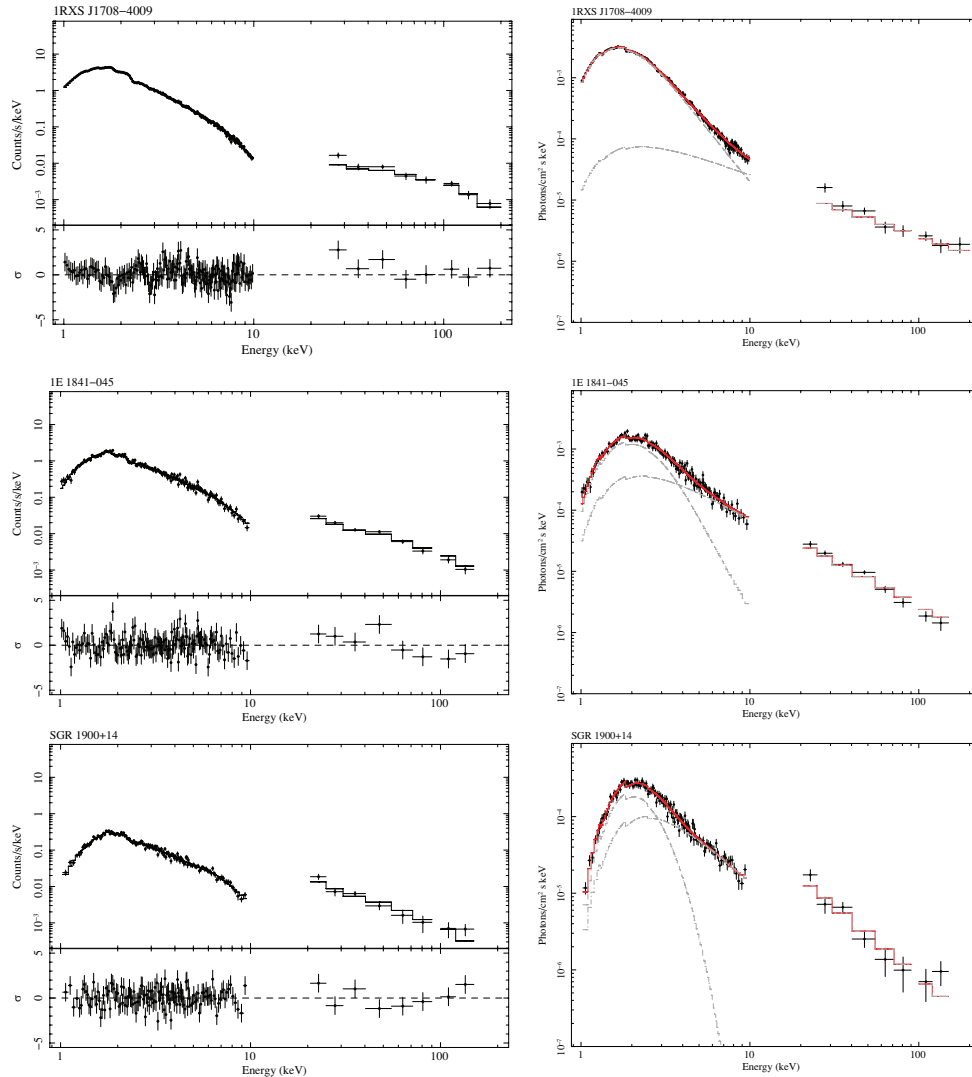 1RXS J1708−4009
Counts/s/keV
10
1
0.1
0.01
10⁻³
σ
5
0
−5
1 10 100
Energy (keV)
1RXS J1708−4009
Photons/cm² s keV
10⁻³
10⁻⁴
10⁻⁵
10⁻⁶
10⁻⁷
1 10 100
Energy (keV)
1E 1841−045
Counts/s/keV
10
1
0.1
0.01
10⁻³
σ
5
0
−5
1 10 100
Energy (keV)
1E 1841−045
Photons/cm² s keV
10⁻³
10⁻⁴
10⁻⁵
10⁻⁶
10⁻⁷
1 10 100
Energy (keV)
SGR 1900+14
Counts/s/keV
10
1
0.1
0.01
10⁻³
σ
5
0
−5
1 10 100
Energy (keV)
SGR 1900+14
Photons/cm² s keV
10⁻⁴
10⁻⁵
10⁻⁶
10⁻⁷
1 10 100
Energy (keV)